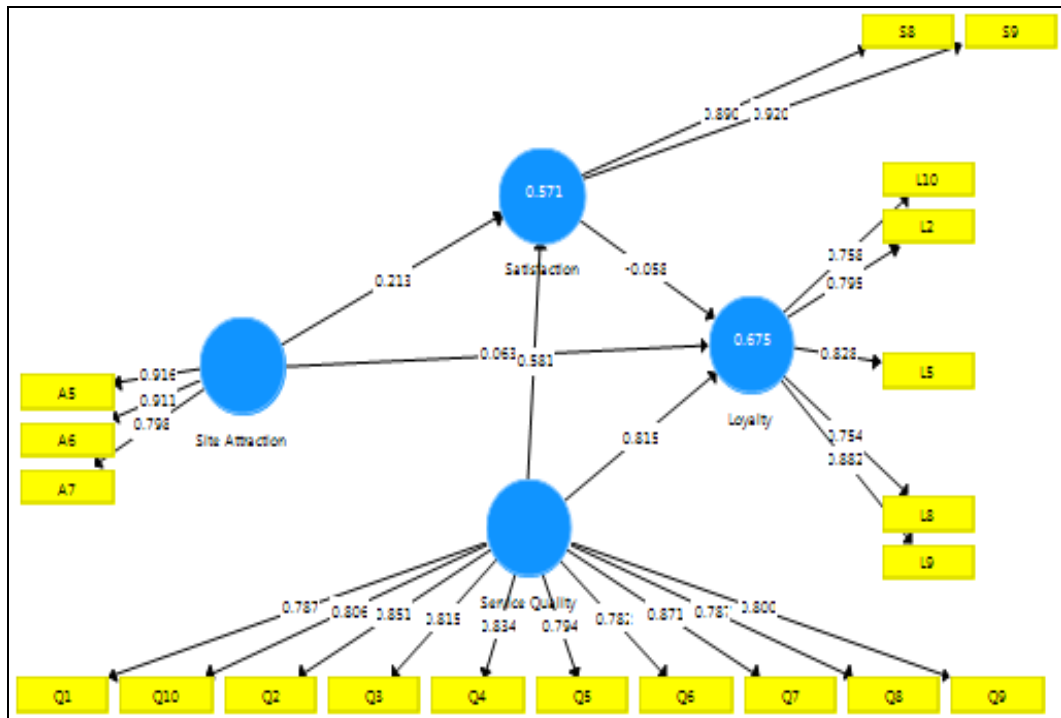 S8 S9
0.890 0.920
0.571
L10
L2
Satisfaction
0.758
0.795
0.213
-0.058
0.675
0.063
0.581
0.828
L5
0.916
A5
0.911
0.798
A6
Site Attraction
Loyalty
0.815
0.754
0.882
A7
L8
L9
Service Quality
0.787 0.806 0.851 0.815 0.834 0.794 0.782 0.871 0.787 0.800
Q1 Q10 Q2 Q3 Q4 Q5 Q6 Q7 Q8 Q9